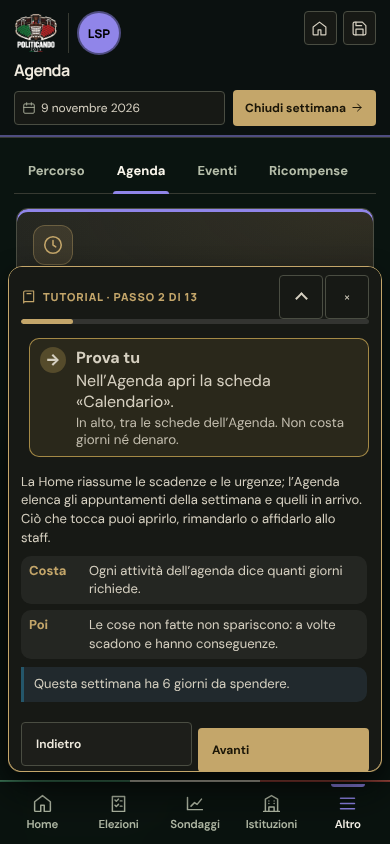 POLITICANDO
LSP
Agenda
9 novembre 2026
Chiudi settimana →
Percorso
Agenda
Eventi
Ricompense
TUTORIAL · PASSO 2 DI 13
×
Prova tu
Nell'Agenda apri la scheda
«Calendario».
In alto, tra le schede dell'Agenda. Non costa
giorni né denaro.
La Home riassume le scadenze e le urgenze; l'Agenda
elenca gli appuntamenti della settimana e quelli in arrivo.
Ciò che tocca puoi aprirlo, rimandarlo o affidarlo allo
staff.
Costa
Ogni attività dell'agenda dice quanti giorni
richiede.
Poi
Le cose non fatte non spariscono: a volte
scadono e hanno conseguenze.
Questa settimana ha 6 giorni da spendere.
Indietro
Avanti
Home
Elezioni
Sondaggi
Istituzioni
Altro